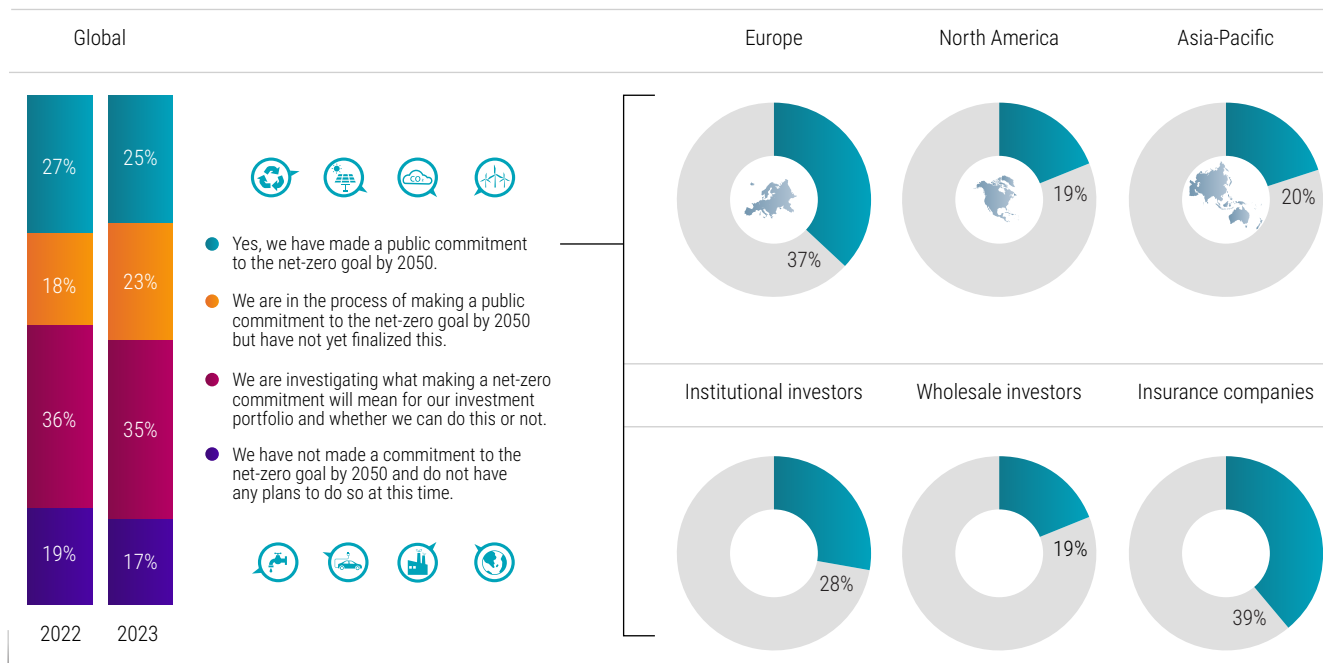 Global
27%
18%
36%
19%
2022
25%
23%
35%
17%
2023
CO₂
Yes, we have made a public commitment
to the net-zero goal by 2050.
We are in the process of making a public
commitment to the net-zero goal by 2050
but have not yet finalized this.
We are investigating what making a net-zero
commitment will mean for our investment
portfolio and whether we can do this or not.
We have not made a commitment to the
net-zero goal by 2050 and do not have
any plans to do so at this time.
Europe
37%
North America
19%
Asia-Pacific
20%
Institutional investors
28%
Wholesale investors
19%
Insurance companies
39%